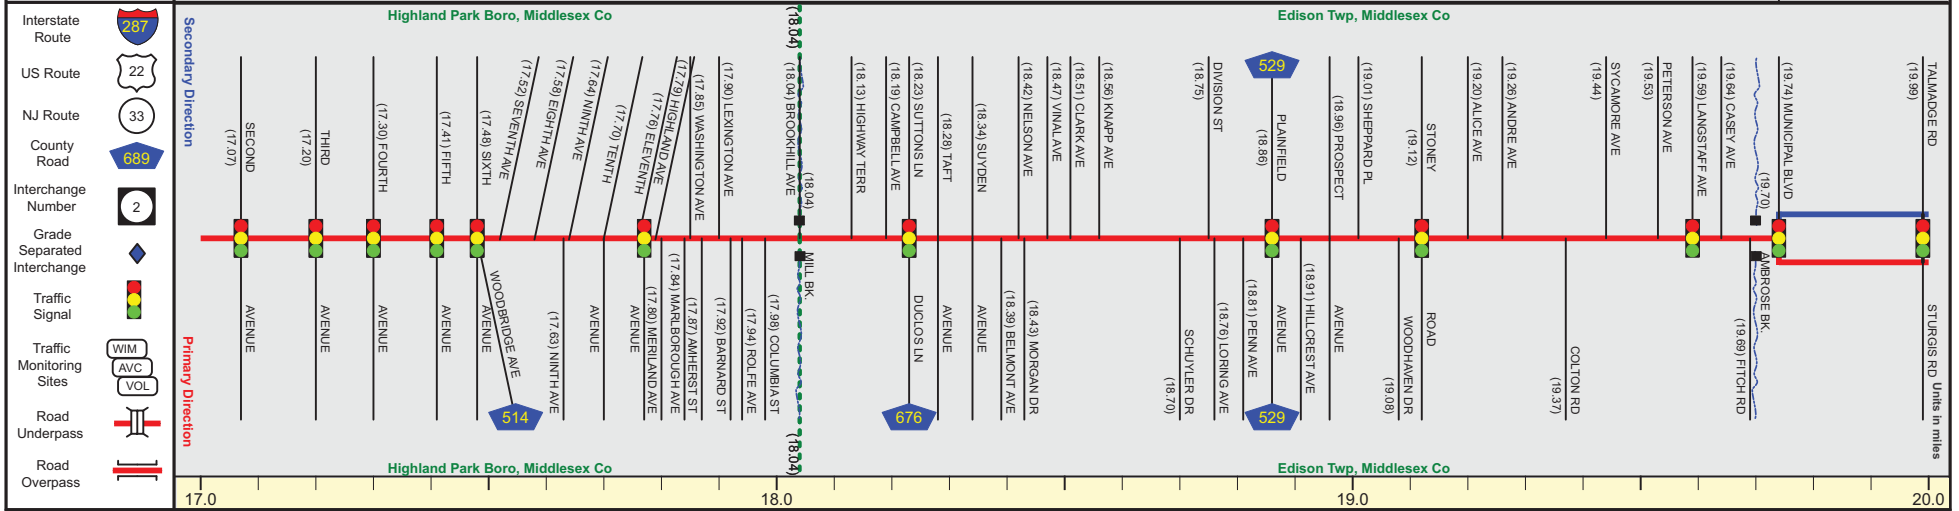 Interstate
Route
287
US Route
22
NJ Route
33
County
Road
689
Interchange
Number
2
Grade
Separated
Interchange
Traffic
Signal
Traffic
Monitoring
Sites
WIM
AVC
VOL
Road
Underpass
Road
Overpass
Secondary Direction
Primary Direction
Highland Park Boro, Middlesex Co
(18.04)
Edison Twp, Middlesex Co
SECOND
(17.07)
THIRD
(17.20)
(17.30) FOURTH
(17.41) FIFTH
(17.48) SIXTH
(17.52) SEVENTH AVE
(17.58) EIGHTH AVE
(17.64) NINTH AVE
(17.70) TENTH
(17.76) ELEVENTH
(17.79) HIGHLAND AVE
(17.85) WASHINGTON AVE
(17.90) LEXINGTON AVE
(18.04) BROOKHILL AVE
(18.04)
(18.13) HIGHWAY TERR
(18.19) CAMPBELL AVE
(18.23) SUTTONS LN
(18.28) TAFT
(18.34) SUYDEN
(18.42) NELSON AVE
(18.47) VINAL AVE
(18.51) CLARK AVE
(18.56) KNAPP AVE
DIVISION ST
(18.75)
529
PLAINFIELD
(18.86)
(18.96) PROSPECT
(19.01) SHEPPARD PL
STONEY
(19.12)
(19.20) ALICE AVE
(19.26) ANDRE AVE
SYCAMORE AVE
(19.44)
PETERSON AVE
(19.53)
(19.59) LANGSTAFF AVE
(19.64) CASEY AVE
(19.70)
(19.74) MUNICIPAL BLVD
TALMADGE RD
(19.99)
AVENUE
AVENUE
AVENUE
AVENUE
AVENUE
WOODBRIDGE AVE
514
(17.63) NINTH AVE
AVENUE
AVENUE
(17.80) MERILAND AVE
(17.84) MARLBOROUGH AVE
(17.87) AMHERST ST
(17.92) BARNARD ST
(17.94) ROLFE AVE
(17.98) COLUMBIA ST
MILL BK.
DUCLOS LN
676
AVENUE
AVENUE
(18.39) BELMONT AVE
(18.43) MORGAN DR
SCHUYLER DR
(18.70)
(18.76) LORING AVE
(18.81) PENN AVE
AVENUE
529
(18.91) HILLCREST AVE
AVENUE
WOODHAVEN DR
(19.08)
ROAD
COLTON RD
(19.37)
(19.69) FITCH RD
AMBROSE BK.
STURGIS RD
Units in miles
Highland Park Boro, Middlesex Co
(18.04)
Edison Twp, Middlesex Co
17.0
18.0
19.0
20.0